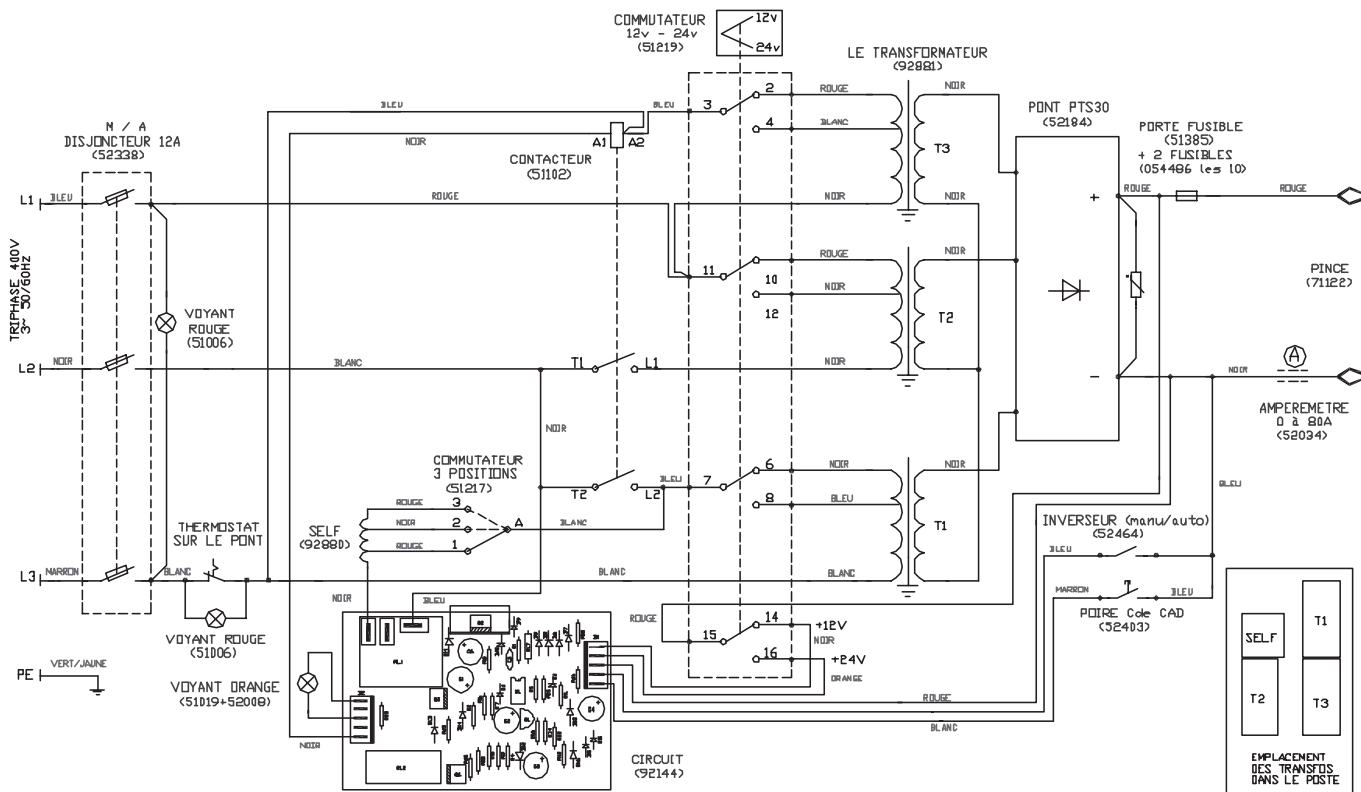 COMMUTATEUR
12v - 24v
(51219)
12v
24v
LE TRANSFORMATEUR
(92881)
BLEU
BLEU
3
2
ROUGE
NOIR
4
BLANC
PONT PTS30
(52184)
PORTE FUSIBLE
(51385)
+ 2 FUSIBLES
(054486 les 10)
M / A
DISJONCTEUR 12A
(52338)
NOIR
A1
A2
CONTACTEUR
(51102)
T3
L1
BLEU
ROUGE
NOIR
NOIR
+
ROUGE
ROUGE
TRIPHASE 400V
3~ 50/60HZ
VOYANT
ROUGE
(51006)
11
ROUGE
10
NOIR
12
NOIR
T2
PINCE
(71122)
L2
NOIR
BLANC
T1
L1
NOIR
-
NOIR
A
AMPEREMETRE
0 à 80A
(52034)
NOIR
COMMUTATEUR
3 POSITIONS
(51217)
T2
L2
BLEU
7
6
NOIR
NOIR
8
BLEU
BLEU
ROUGE
3
NOIR
2
A
BLANC
ROUGE
1
SELF
(92880)
T1
THERMOSTAT
SUR LE PONT
INVERSEUR (manu/auto)
(52464)
BLEU
L3
MARRON
BLANC
BLANC
BLANC
MARRON
BLEU
POIRE Cde CAD
(52403)
VOYANT ROUGE
(51006)
NOIR
BLEU
ROUGE
15
14
+12V
NOIR
16
+24V
ORANGE
PE
VERT/JAUNE
VOYANT ORANGE
(51019+52008)
NOIR
ROUGE
BLANC
CIRCUIT
(92144)
SELF
T1
T2
T3
EMPLACEMENT
DES TRANSFOS
DANS LE POSTE